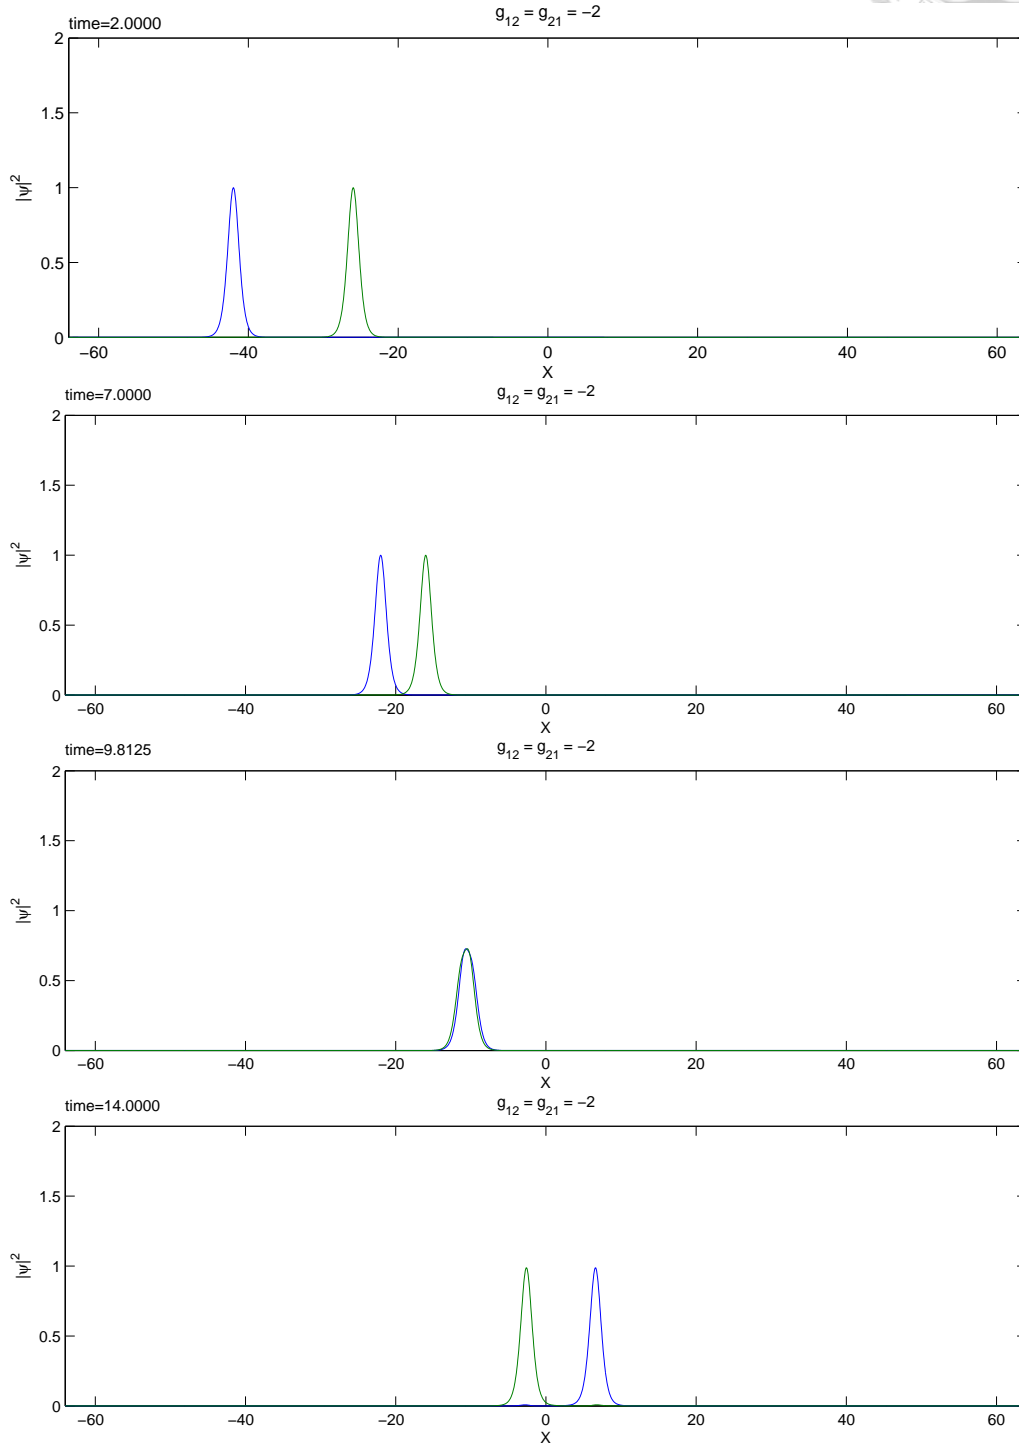 time=2.0000 g12 = g21 = −2
2
1.5
|ψ|2
1
0.5
0
−60 −40 −20 0 20 40 60
X
time=7.0000 g12 = g21 = −2
2
1.5
|ψ|2
1
0.5
0
−60 −40 −20 0 20 40 60
X
time=9.8125 g12 = g21 = −2
2
1.5
|ψ|2
1
0.5
0
−60 −40 −20 0 20 40 60
X
time=14.0000 g12 = g21 = −2
2
1.5
|ψ|2
1
0.5
0
−60 −40 −20 0 20 40 60
X